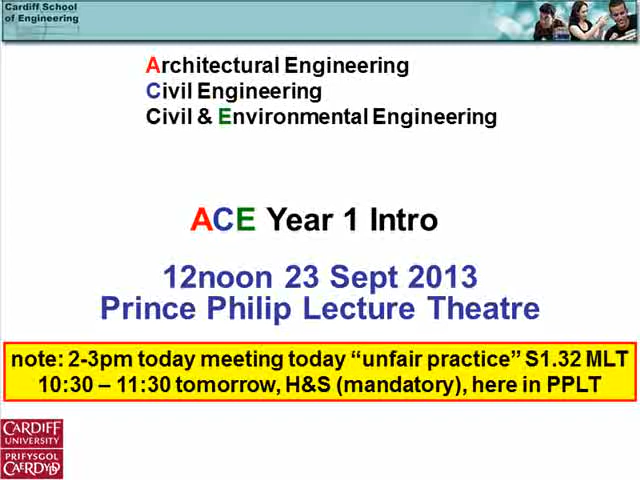 Cardiff School
of Engineering
Architectural Engineering
Civil Engineering
Civil & Environmental Engineering
ACE Year 1 Intro
12noon 23 Sept 2013
Prince Philip Lecture Theatre
note: 2-3pm today meeting today “unfair practice” S1.32 MLT
10:30 – 11:30 tomorrow, H&S (mandatory), here in PPLT
CARDIFF
UNIVERSITY
PRIFYSGOL
CAERDYDD